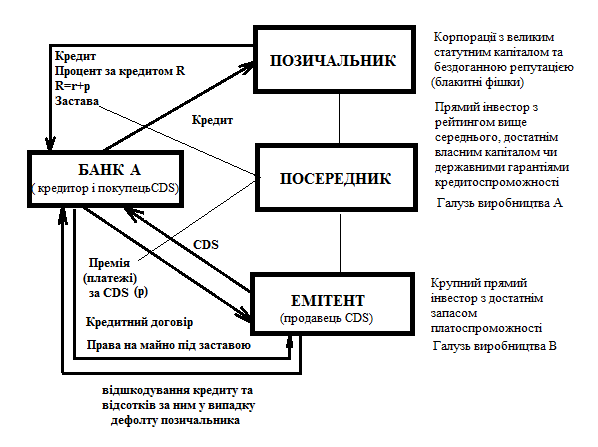 Кредит
Процент за кредитом R
R=r+p
Застава
ПОЗИЧАЛЬНИК
Корпорації з великим
статутним капіталом та
бездоганною репутацією
(блакитні фішки)
Кредит
БАНК А
( кредитор і покупецьCDS)
ПОСЕРЕДНИК
Прямий інвестор з
рейтингом вище
середнього, достатнім
власним капіталом чи
державними гарантіями
кредитоспроможності
Галузь виробництва А
CDS
Премія
(платежі)
за CDS (p)
ЕМІТЕНТ
(продавець CDS)
Крупний прямий
інвестор з достатнім
запасом
платоспроможності
Галузь виробництва В
Кредитний договір
Права на майно під заставою
відшкодування кредиту та
відсотків за ним у випадку
дефолту позичальника